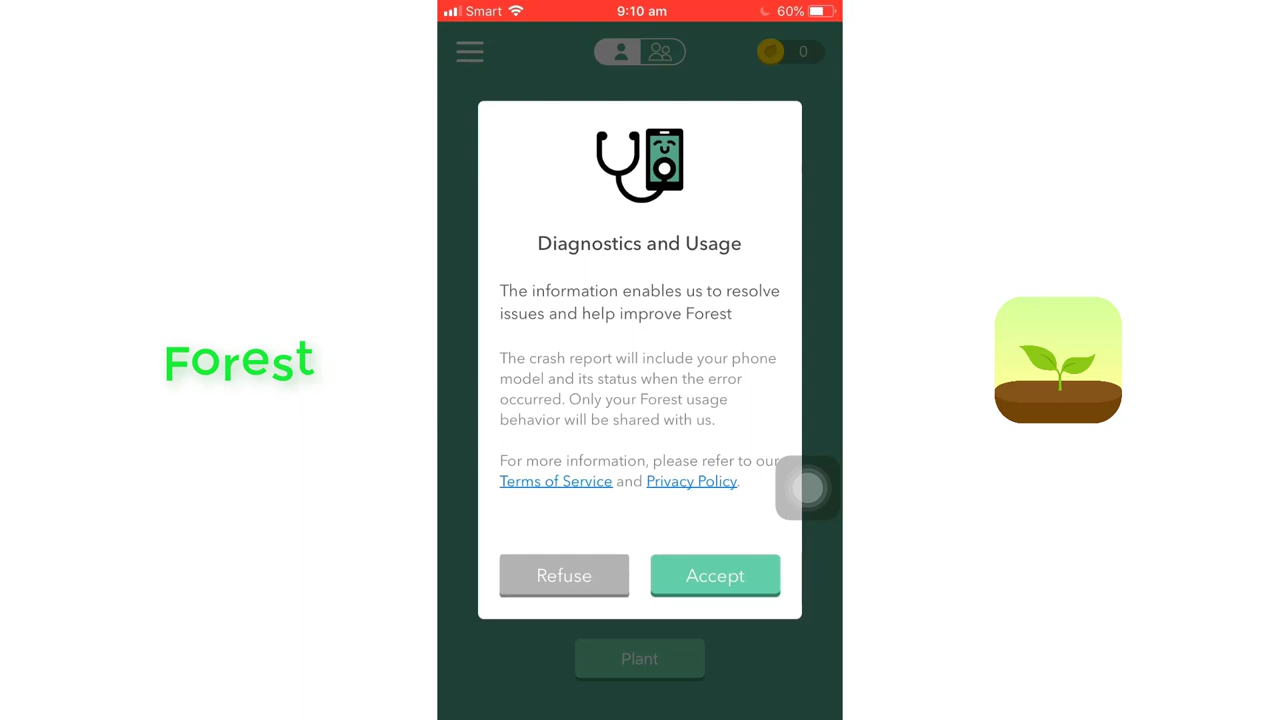 Smart 9:10 am 60%
0
Diagnostics and Usage
The information enables us to resolve
issues and help improve Forest
The crash report will include your phone
model and its status when the error
occurred. Only your Forest usage
behavior will be shared with us.
For more information, please refer to our
Terms of Service and Privacy Policy.
Refuse Accept
Plant
Forest